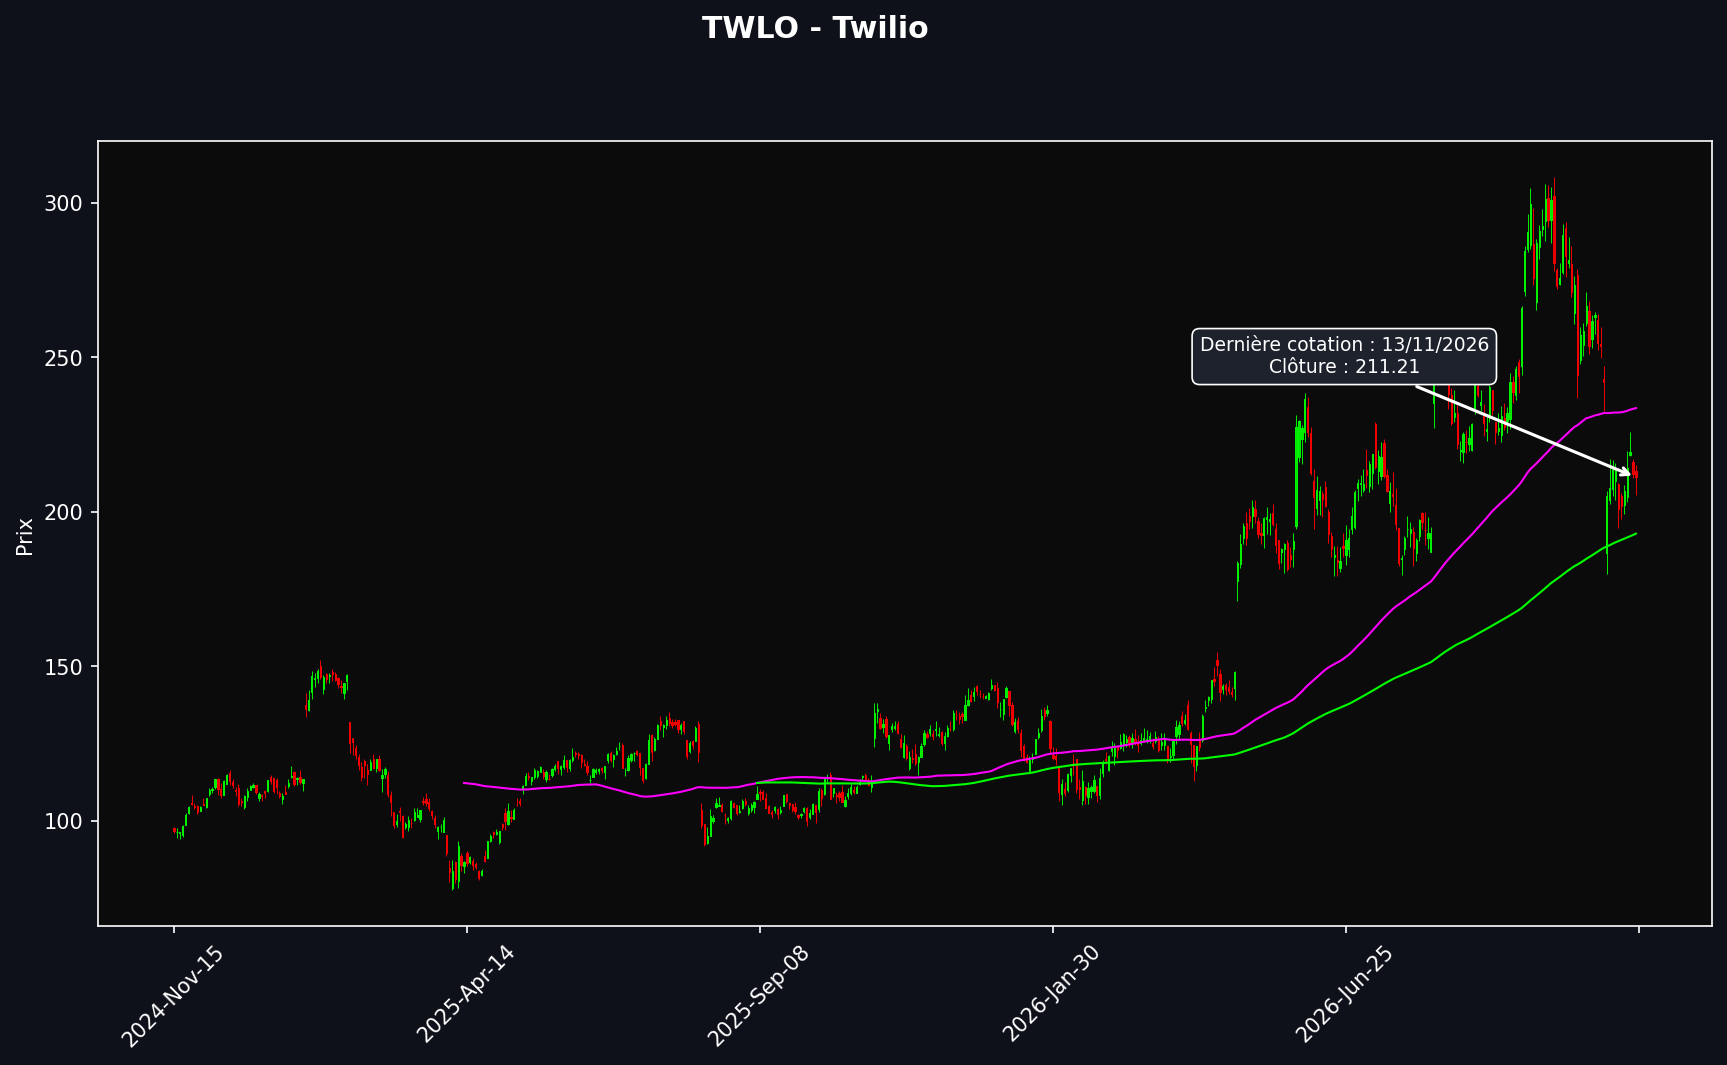 TWLO - Twilio
Prix
300
250
200
150
100
Dernière cotation : 13/11/2026
Clôture : 211.21
2024-Nov-15
2025-Apr-14
2025-Sep-08
2026-Jan-30
2026-Jun-25